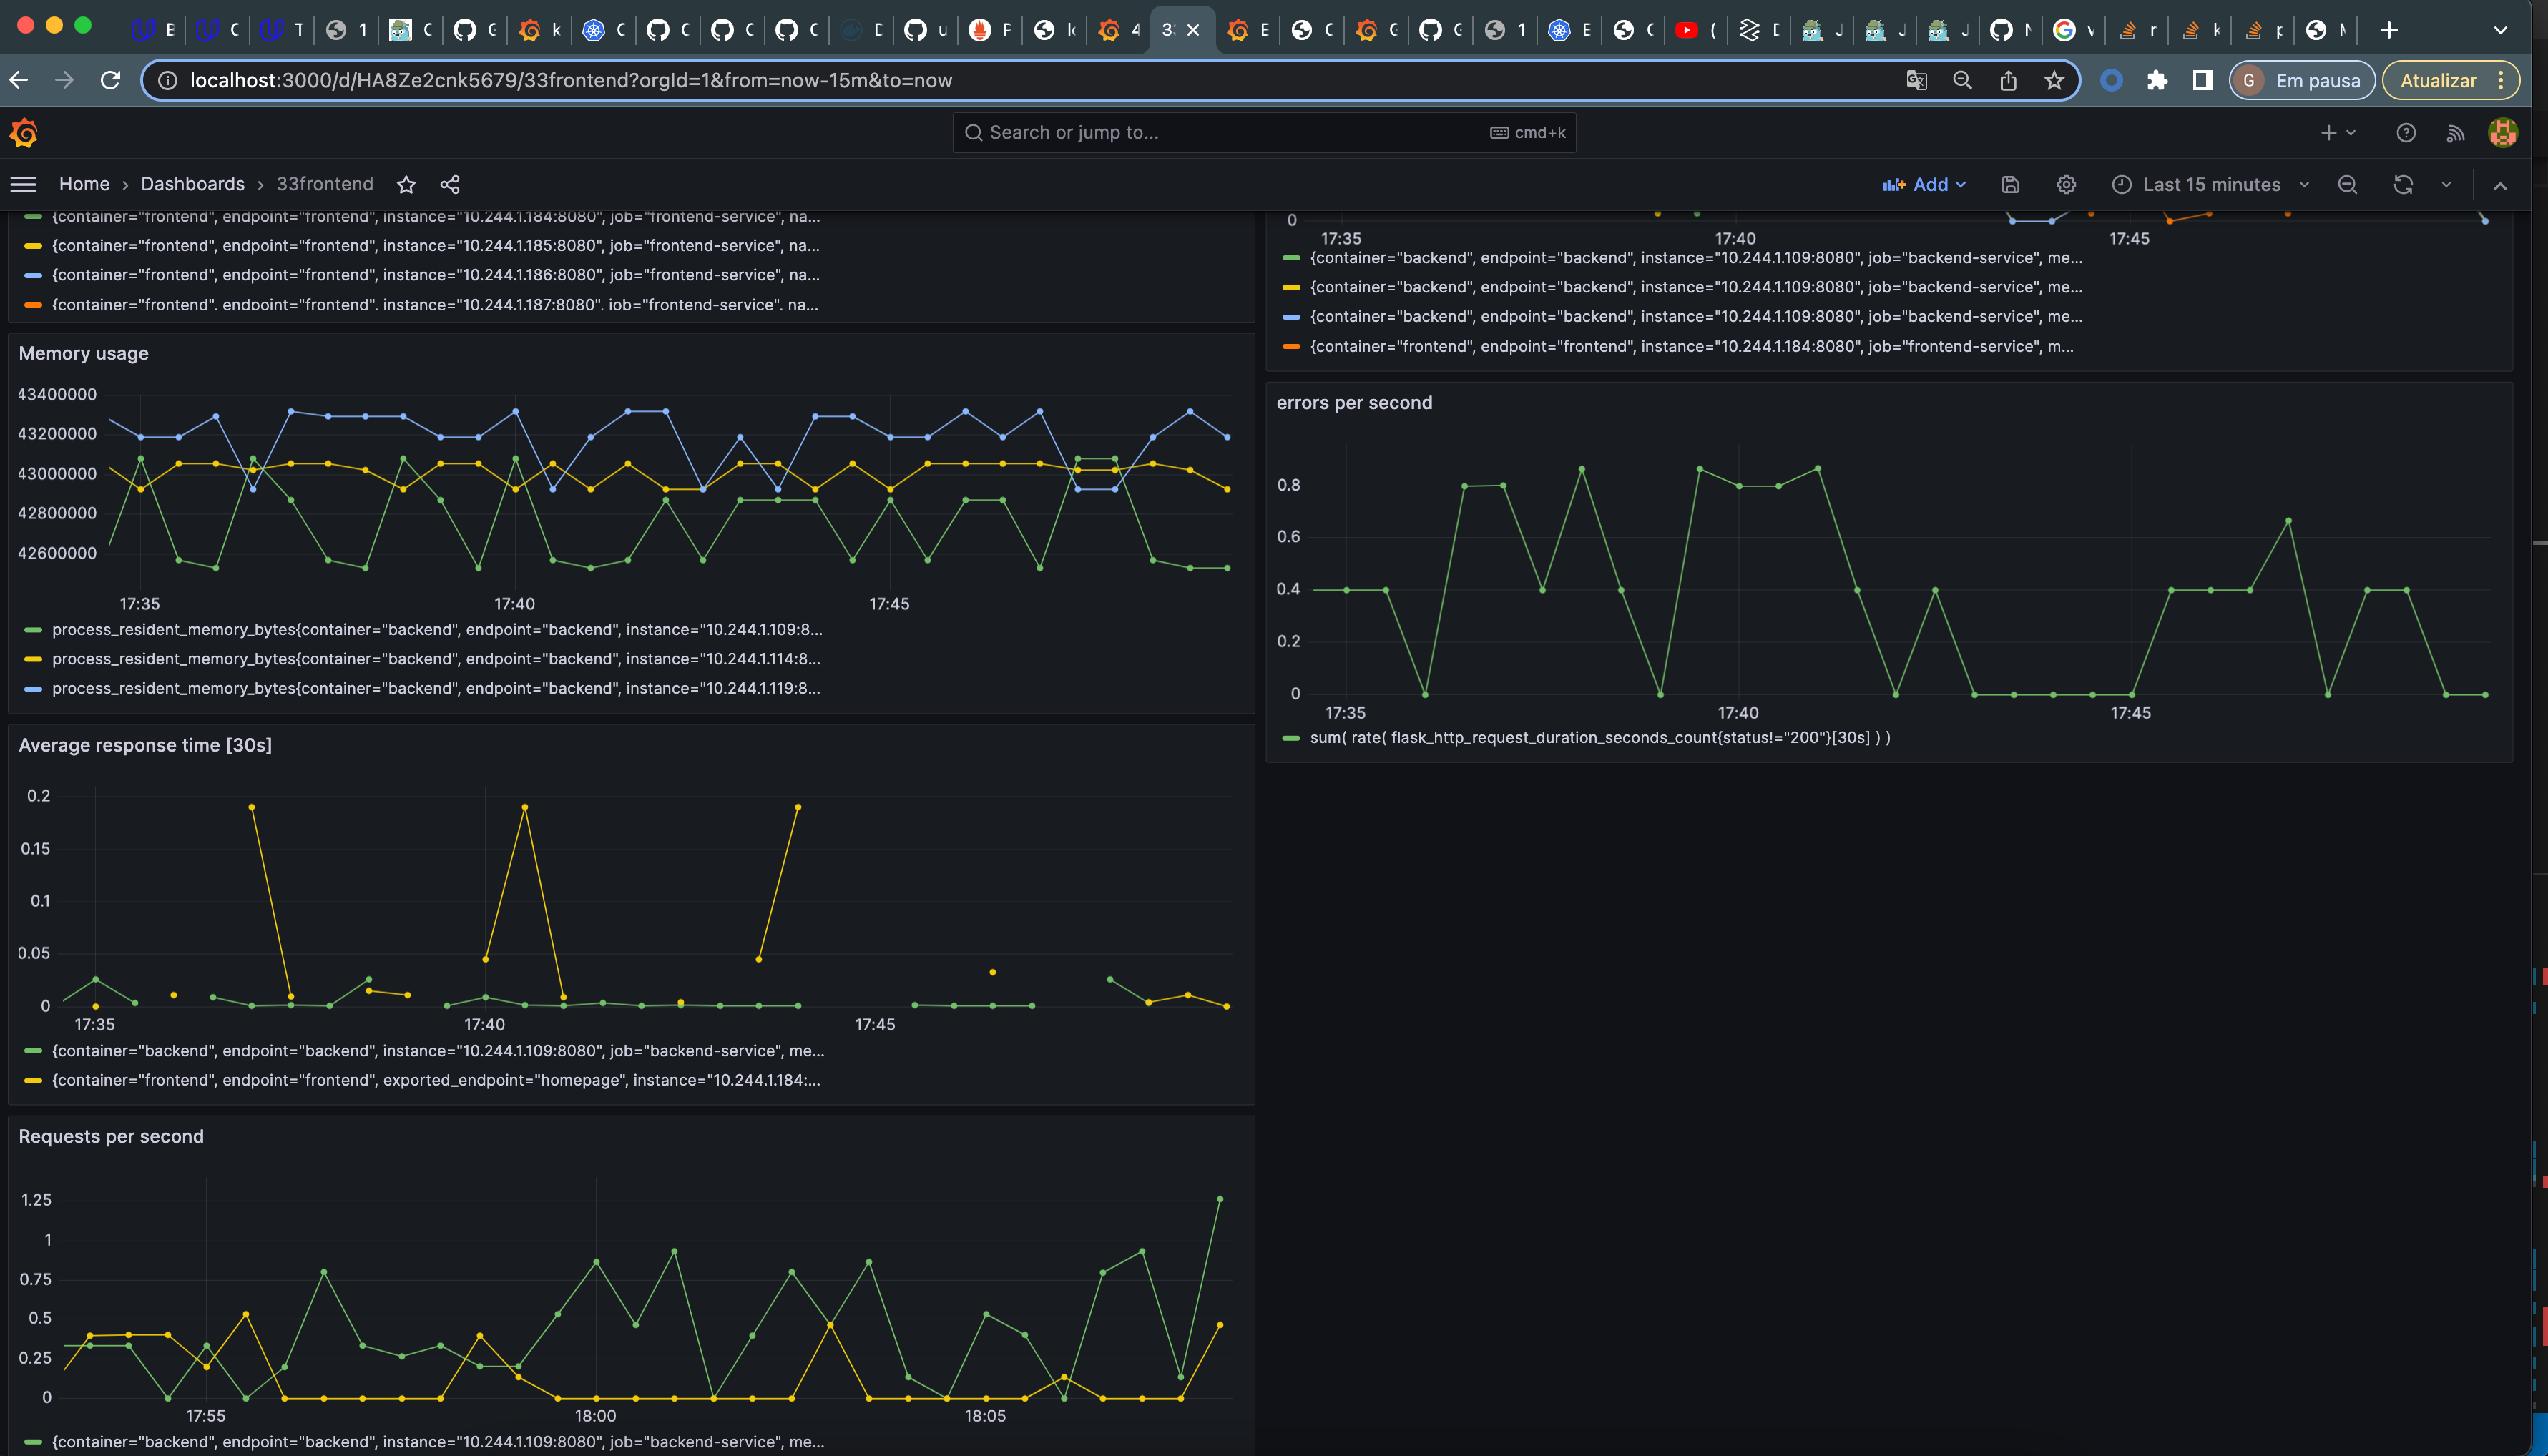 localhost:3000/d/HA8Ze2cnk5679/33frontend?orgId=1&from=now-15m&to=now
G Em pausa
Atualizar
Search or jump to...
cmd+k
Home › Dashboards › 33frontend
Add
Last 15 minutes
{container="frontend", endpoint="frontend", instance="10.244.1.184:8080", job="frontend-service", na...
{container="frontend", endpoint="frontend", instance="10.244.1.185:8080", job="frontend-service", na...
{container="frontend", endpoint="frontend", instance="10.244.1.186:8080", job="frontend-service", na...
{container="frontend", endpoint="frontend", instance="10.244.1.187:8080", job="frontend-service", na...
0
17:35 17:40 17:45
{container="backend", endpoint="backend", instance="10.244.1.109:8080", job="backend-service", me...
{container="backend", endpoint="backend", instance="10.244.1.109:8080", job="backend-service", me...
{container="backend", endpoint="backend", instance="10.244.1.109:8080", job="backend-service", me...
{container="frontend", endpoint="frontend", instance="10.244.1.184:8080", job="frontend-service", m...
Memory usage
43400000
43200000
43000000
42800000
42600000
17:35 17:40 17:45
process_resident_memory_bytes{container="backend", endpoint="backend", instance="10.244.1.109:8...
process_resident_memory_bytes{container="backend", endpoint="backend", instance="10.244.1.114:8...
process_resident_memory_bytes{container="backend", endpoint="backend", instance="10.244.1.119:8...
errors per second
0.8
0.6
0.4
0.2
0
17:35 17:40 17:45
sum( rate( flask_http_request_duration_seconds_count{status!="200"}[30s] ) )
Average response time [30s]
0.2
0.15
0.1
0.05
0
17:35 17:40 17:45
{container="backend", endpoint="backend", instance="10.244.1.109:8080", job="backend-service", me...
{container="frontend", endpoint="frontend", exported_endpoint="homepage", instance="10.244.1.184:...
Requests per second
1.25
1
0.75
0.5
0.25
0
17:55 18:00 18:05
{container="backend", endpoint="backend", instance="10.244.1.109:8080", job="backend-service", me...